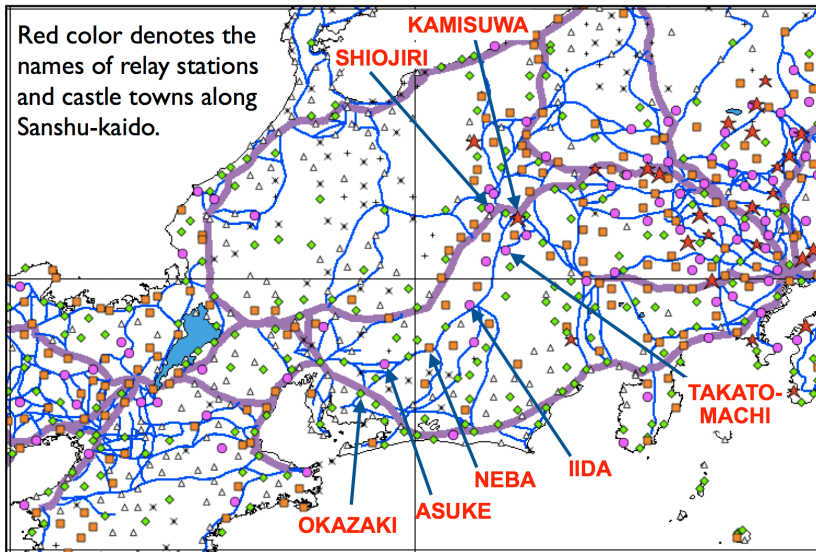 Red color denotes the
names of relay stations
and castle towns along
Sanshu-kaido.
KAMISUWA
SHIOJIRI
TAKATO-
MACHI
IIDA
NEBA
ASUKE
OKAZAKI